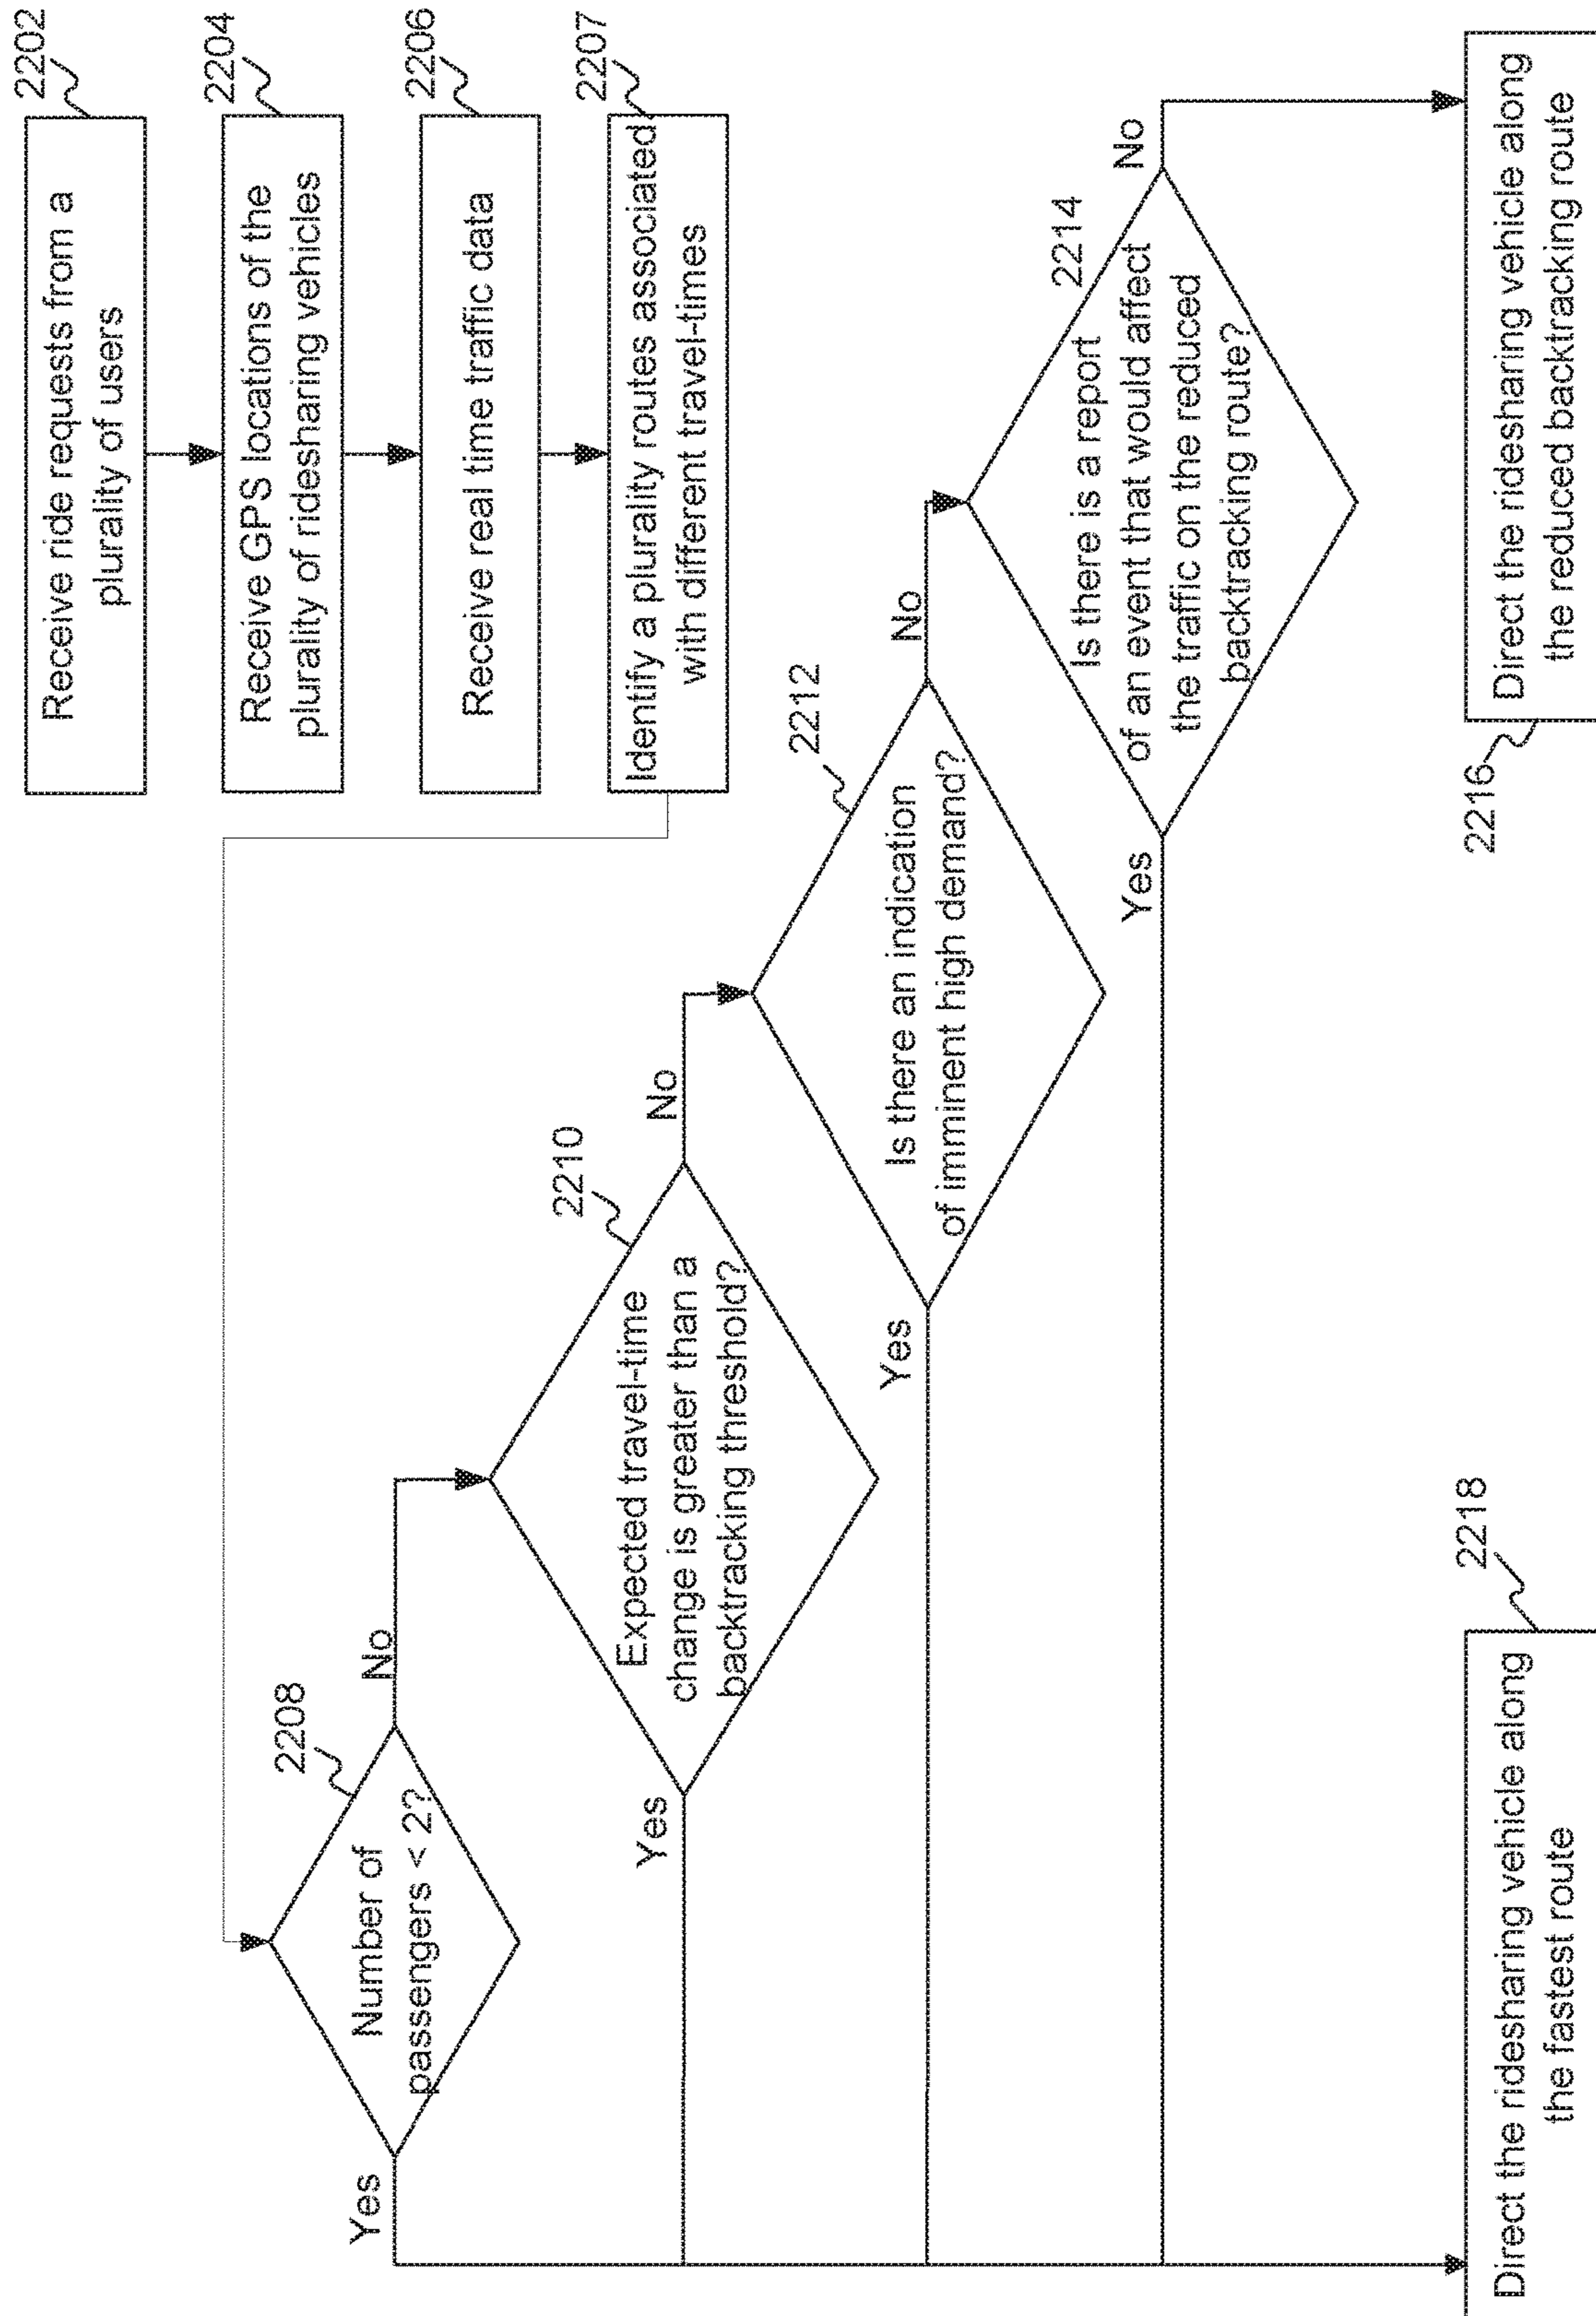 2202
Receive ride requests from a
plurality of users
2204
Receive GPS locations of the
plurality of ridesharing vehicles
2206
Receive real time traffic data
2207
Identify a plurality routes associated
with different travel-times
2208
Number of
passengers < 2?
Yes
No
2210
Expected travel-time
change is greater than a
backtracking threshold?
Yes
No
2212
Is there an indication
of imminent high demand?
Yes
No
2214
Is there is a report
of an event that would affect
the traffic on the reduced
backtracking route?
Yes
No
2218
Direct the ridesharing vehicle along
the fastest route
2216
Direct the ridesharing vehicle along
the reduced backtracking route